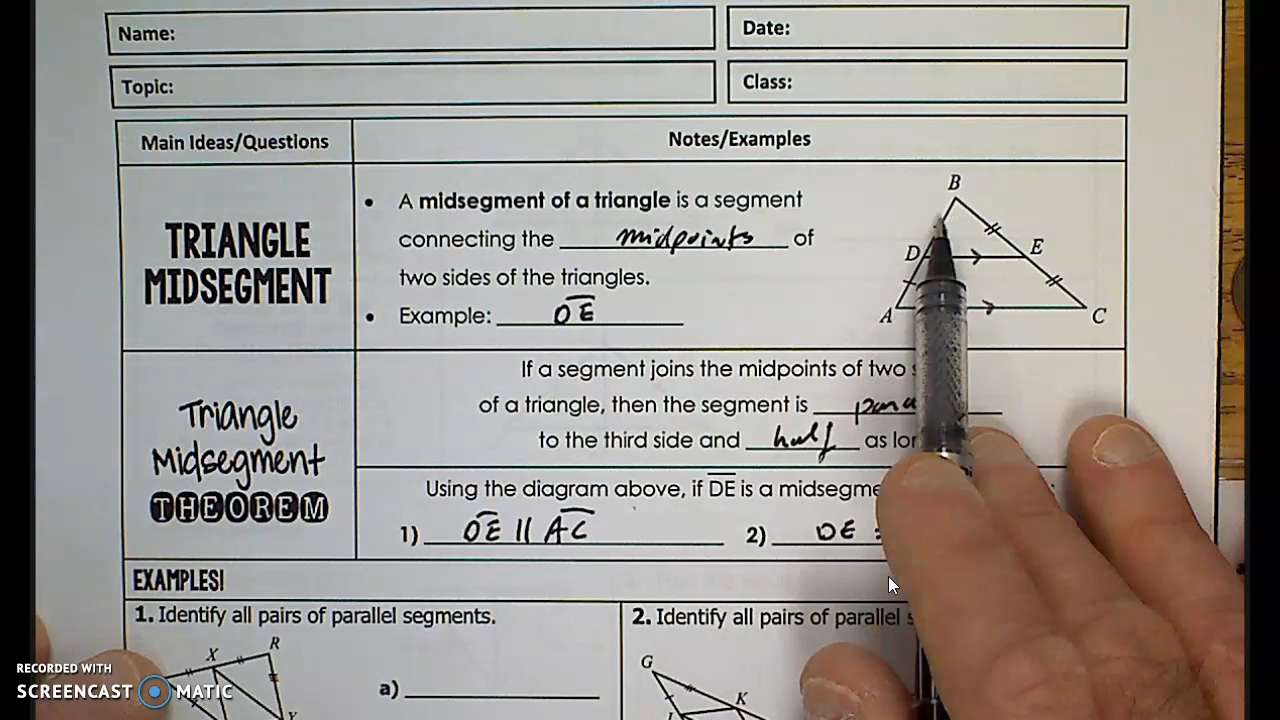 Name:
Date:
Topic:
Class:
Main Ideas/Questions
Notes/Examples
TRIANGLE
MIDSEGMENT
• A midsegment of a triangle is a segment
connecting the midpoints of
two sides of the triangles.
• Example: DE
B
D
E
A
C
Triangle
Midsegment
THEOREM
If a segment joins the midpoints of two
of a triangle, then the segment is
to the third side and half as
Using the diagram above, if DE is a
1) DE || AC
2) DE
EXAMPLES!
1. Identify all pairs of parallel segments.
X
R
Y
a)
2. Identify all pairs of parallel
G
K
RECORDED WITH
SCREENCAST MATIC